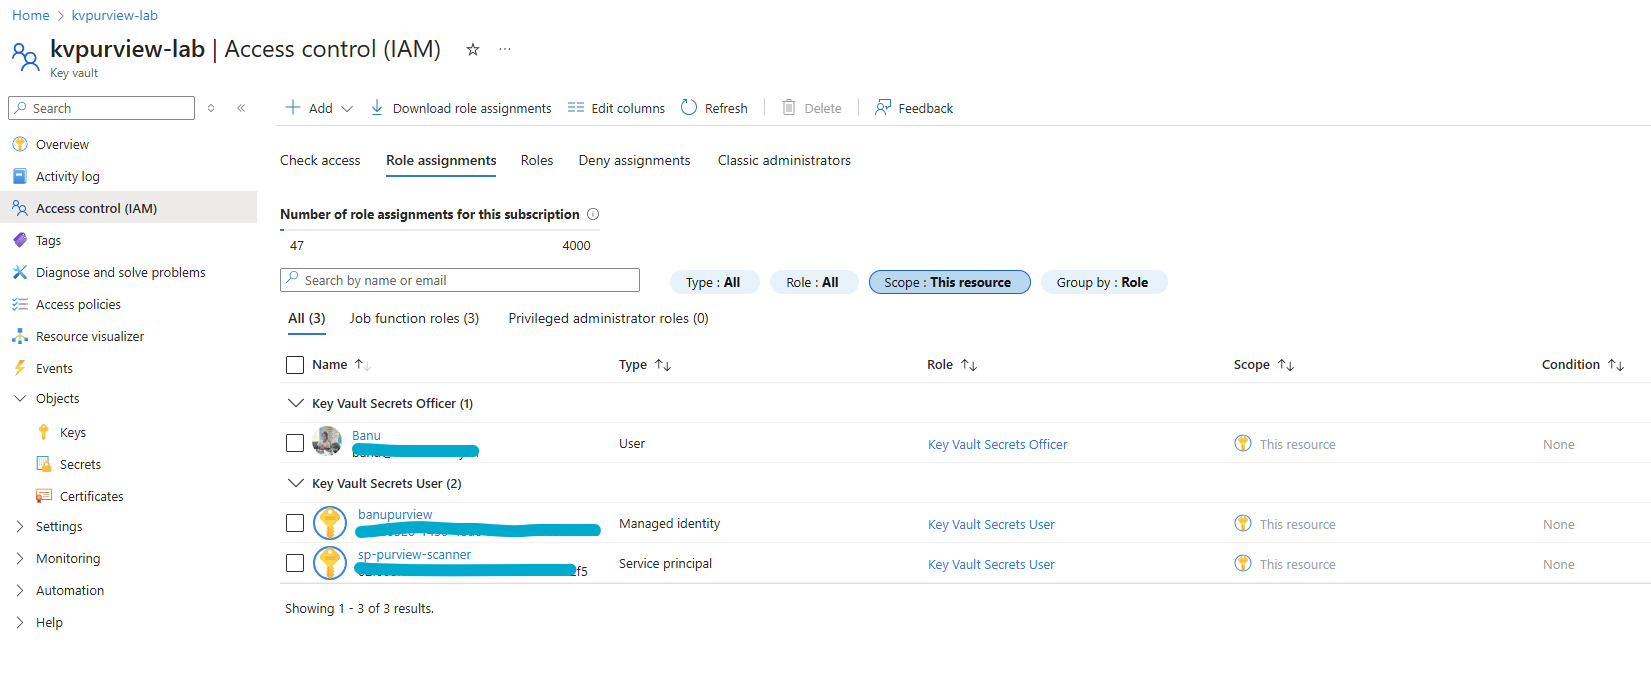 Home > kvpurview-lab
kvpurview-lab | Access control (IAM)
Key vault
Search
Add
Download role assignments
Edit columns
Refresh
Delete
Feedback
Overview
Activity log
Access control (IAM)
Tags
Diagnose and solve problems
Access policies
Resource visualizer
Events
Objects
Keys
Secrets
Certificates
Settings
Monitoring
Automation
Help
Check access
Role assignments
Roles
Deny assignments
Classic administrators
Number of role assignments for this subscription
47
4000
Search by name or email
Type : All
Role : All
Scope : This resource
Group by : Role
All (3)
Job function roles (3)
Privileged administrator roles (0)
Name
Type
Role
Scope
Condition
Key Vault Secrets Officer (1)
Banu
User
Key Vault Secrets Officer
This resource
None
Key Vault Secrets User (2)
banupurview
Managed identity
Key Vault Secrets User
This resource
None
sp-purview-scanner
Service principal
Key Vault Secrets User
This resource
None
Showing 1 - 3 of 3 results.